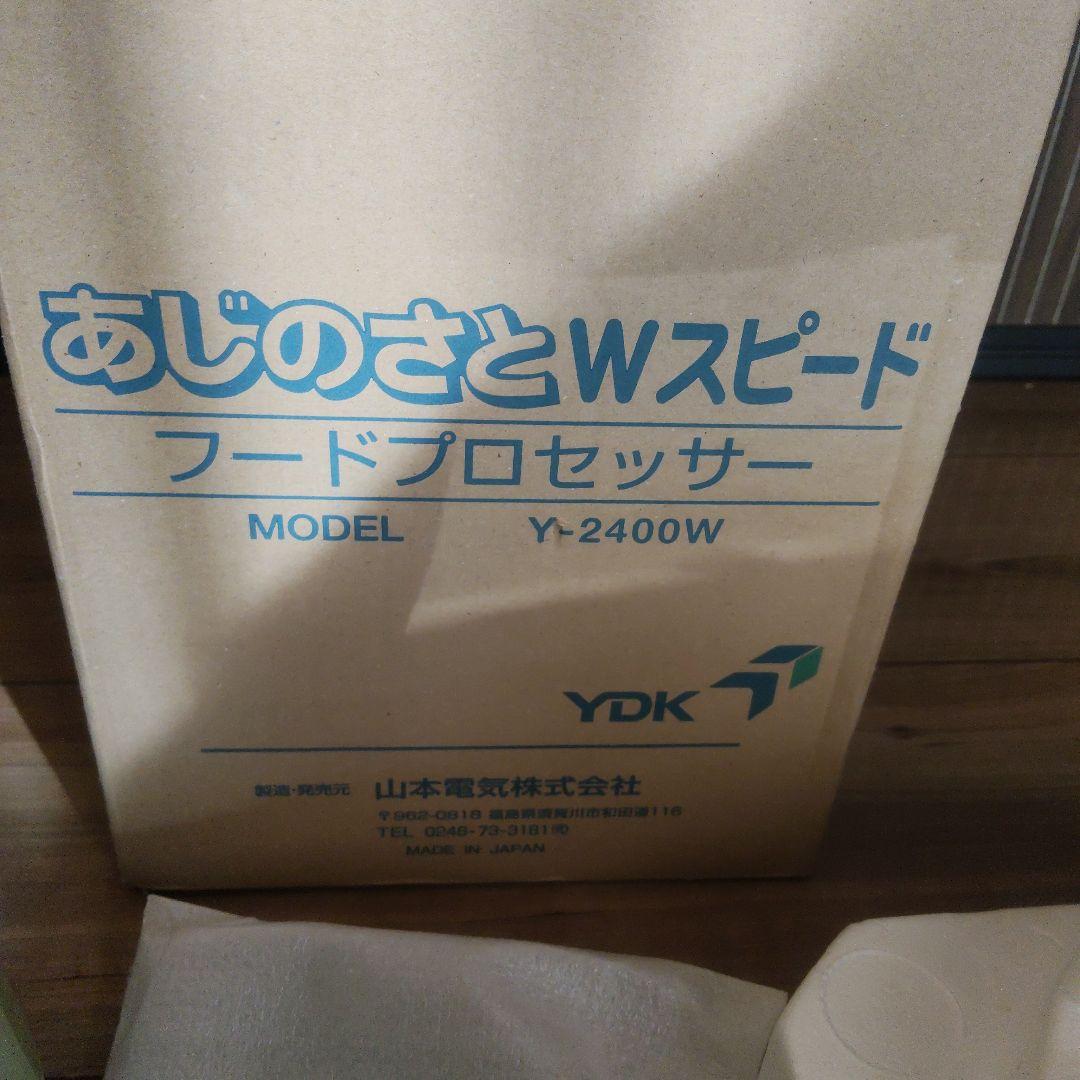 あじのさとWスピード
フードプロセッサー
MODEL Y-2400W
YDK
製造・発売元 山本電気株式会社
〒962-0818 福島県須賀川市和田道116
TEL 0248-73-3181㈹
MADE IN JAPAN